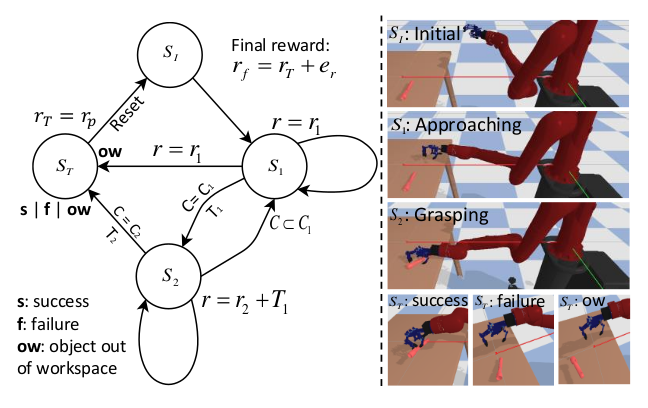 S_I
Final reward:
r_f = r_T + e_r
r_T = r_p
Reset
r = r_1
S_T
ow
r = r_1
S_1
s | f | ow
C = C_2
T_2
C = C_1
T_1
C ⊂ C_1
S_2
r = r_2 + T_1
s: success
f: failure
ow: object out
of workspace
S_I: Initial
S_1: Approaching
S_2: Grasping
S_T: success
S_T: failure
S_T: ow